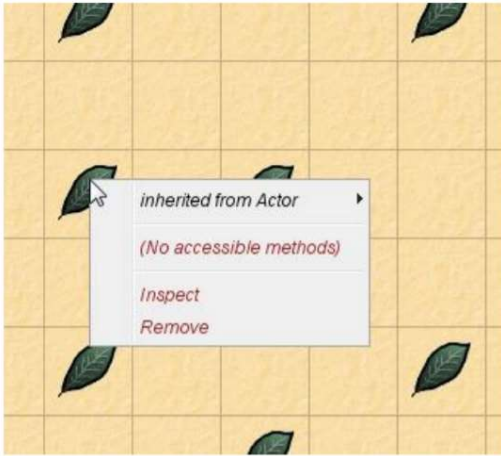 inherited from Actor
(No accessible methods)
Inspect
Remove